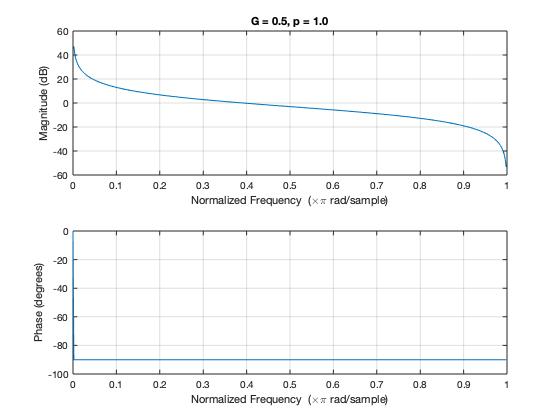 G = 0.5, p = 1.0
60
40
20
0
-20
-40
-60
Magnitude (dB)
0 0.1 0.2 0.3 0.4 0.5 0.6 0.7 0.8 0.9 1
Normalized Frequency (×π rad/sample)
0
-20
-40
-60
-80
-100
Phase (degrees)
0 0.1 0.2 0.3 0.4 0.5 0.6 0.7 0.8 0.9 1
Normalized Frequency (×π rad/sample)